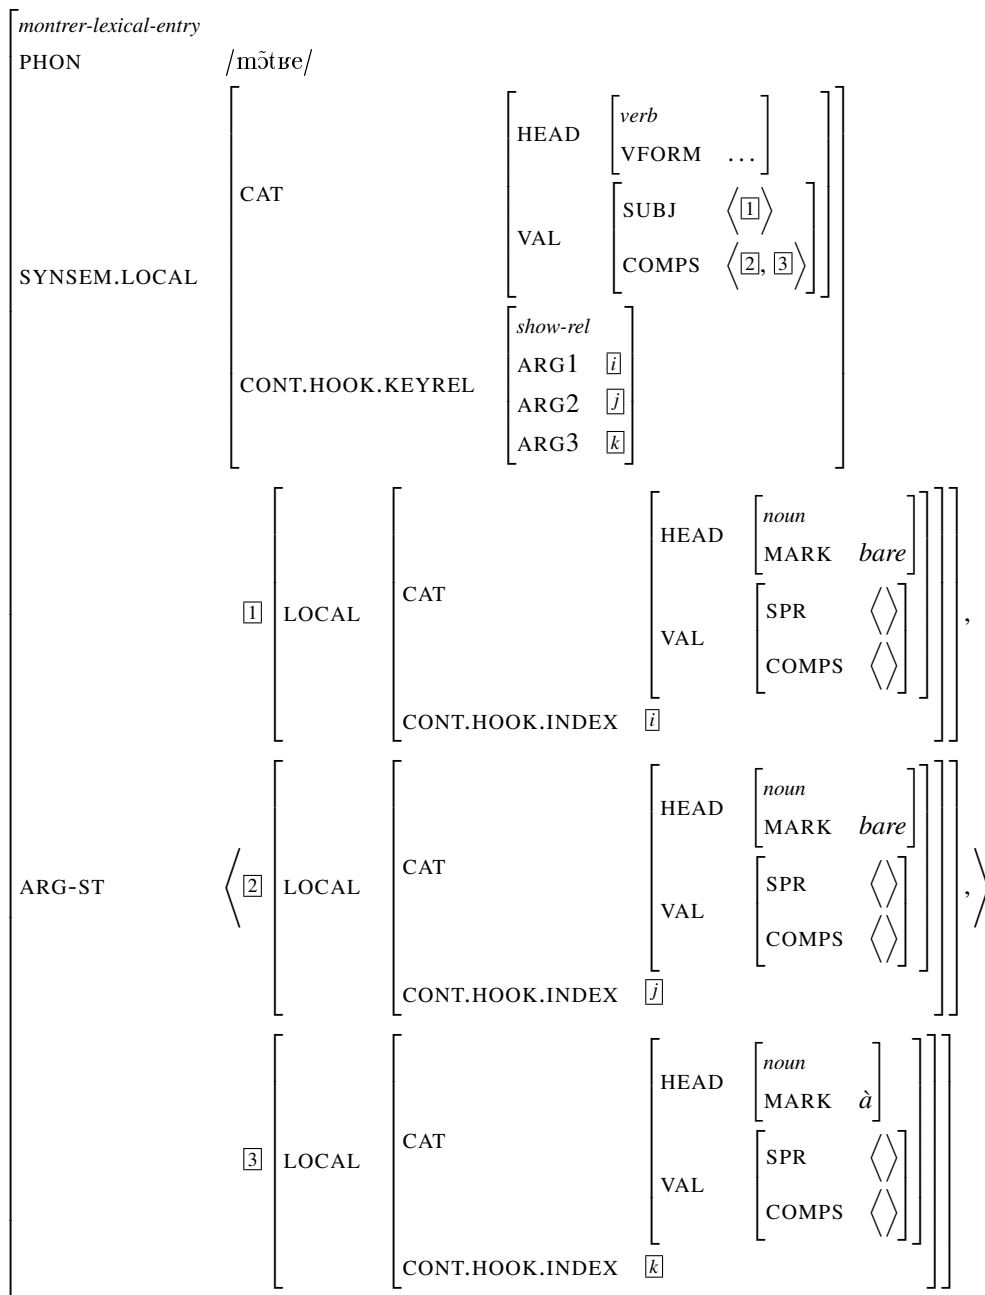 montrer-lexical-entry
PHON /mɔ̃tʁe/
HEAD verb
VFORM ...
CAT
VAL SUBJ ⟨1⟩
COMPS ⟨2, 3⟩
SYNSEM.LOCAL
show-rel
ARG1 i
CONT.HOOK.KEYREL
ARG2 j
ARG3 k
noun
HEAD
MARK bare
CAT
SPR ⟨⟩
1 LOCAL ,
VAL
COMPS ⟨⟩
CONT.HOOK.INDEX i
noun
HEAD
MARK bare
CAT
ARG-ST ⟨ 2 LOCAL SPR ⟨⟩ , ⟩
VAL
COMPS ⟨⟩
CONT.HOOK.INDEX j
noun
HEAD
MARK à
CAT
3 LOCAL SPR ⟨⟩
VAL
COMPS ⟨⟩
CONT.HOOK.INDEX k